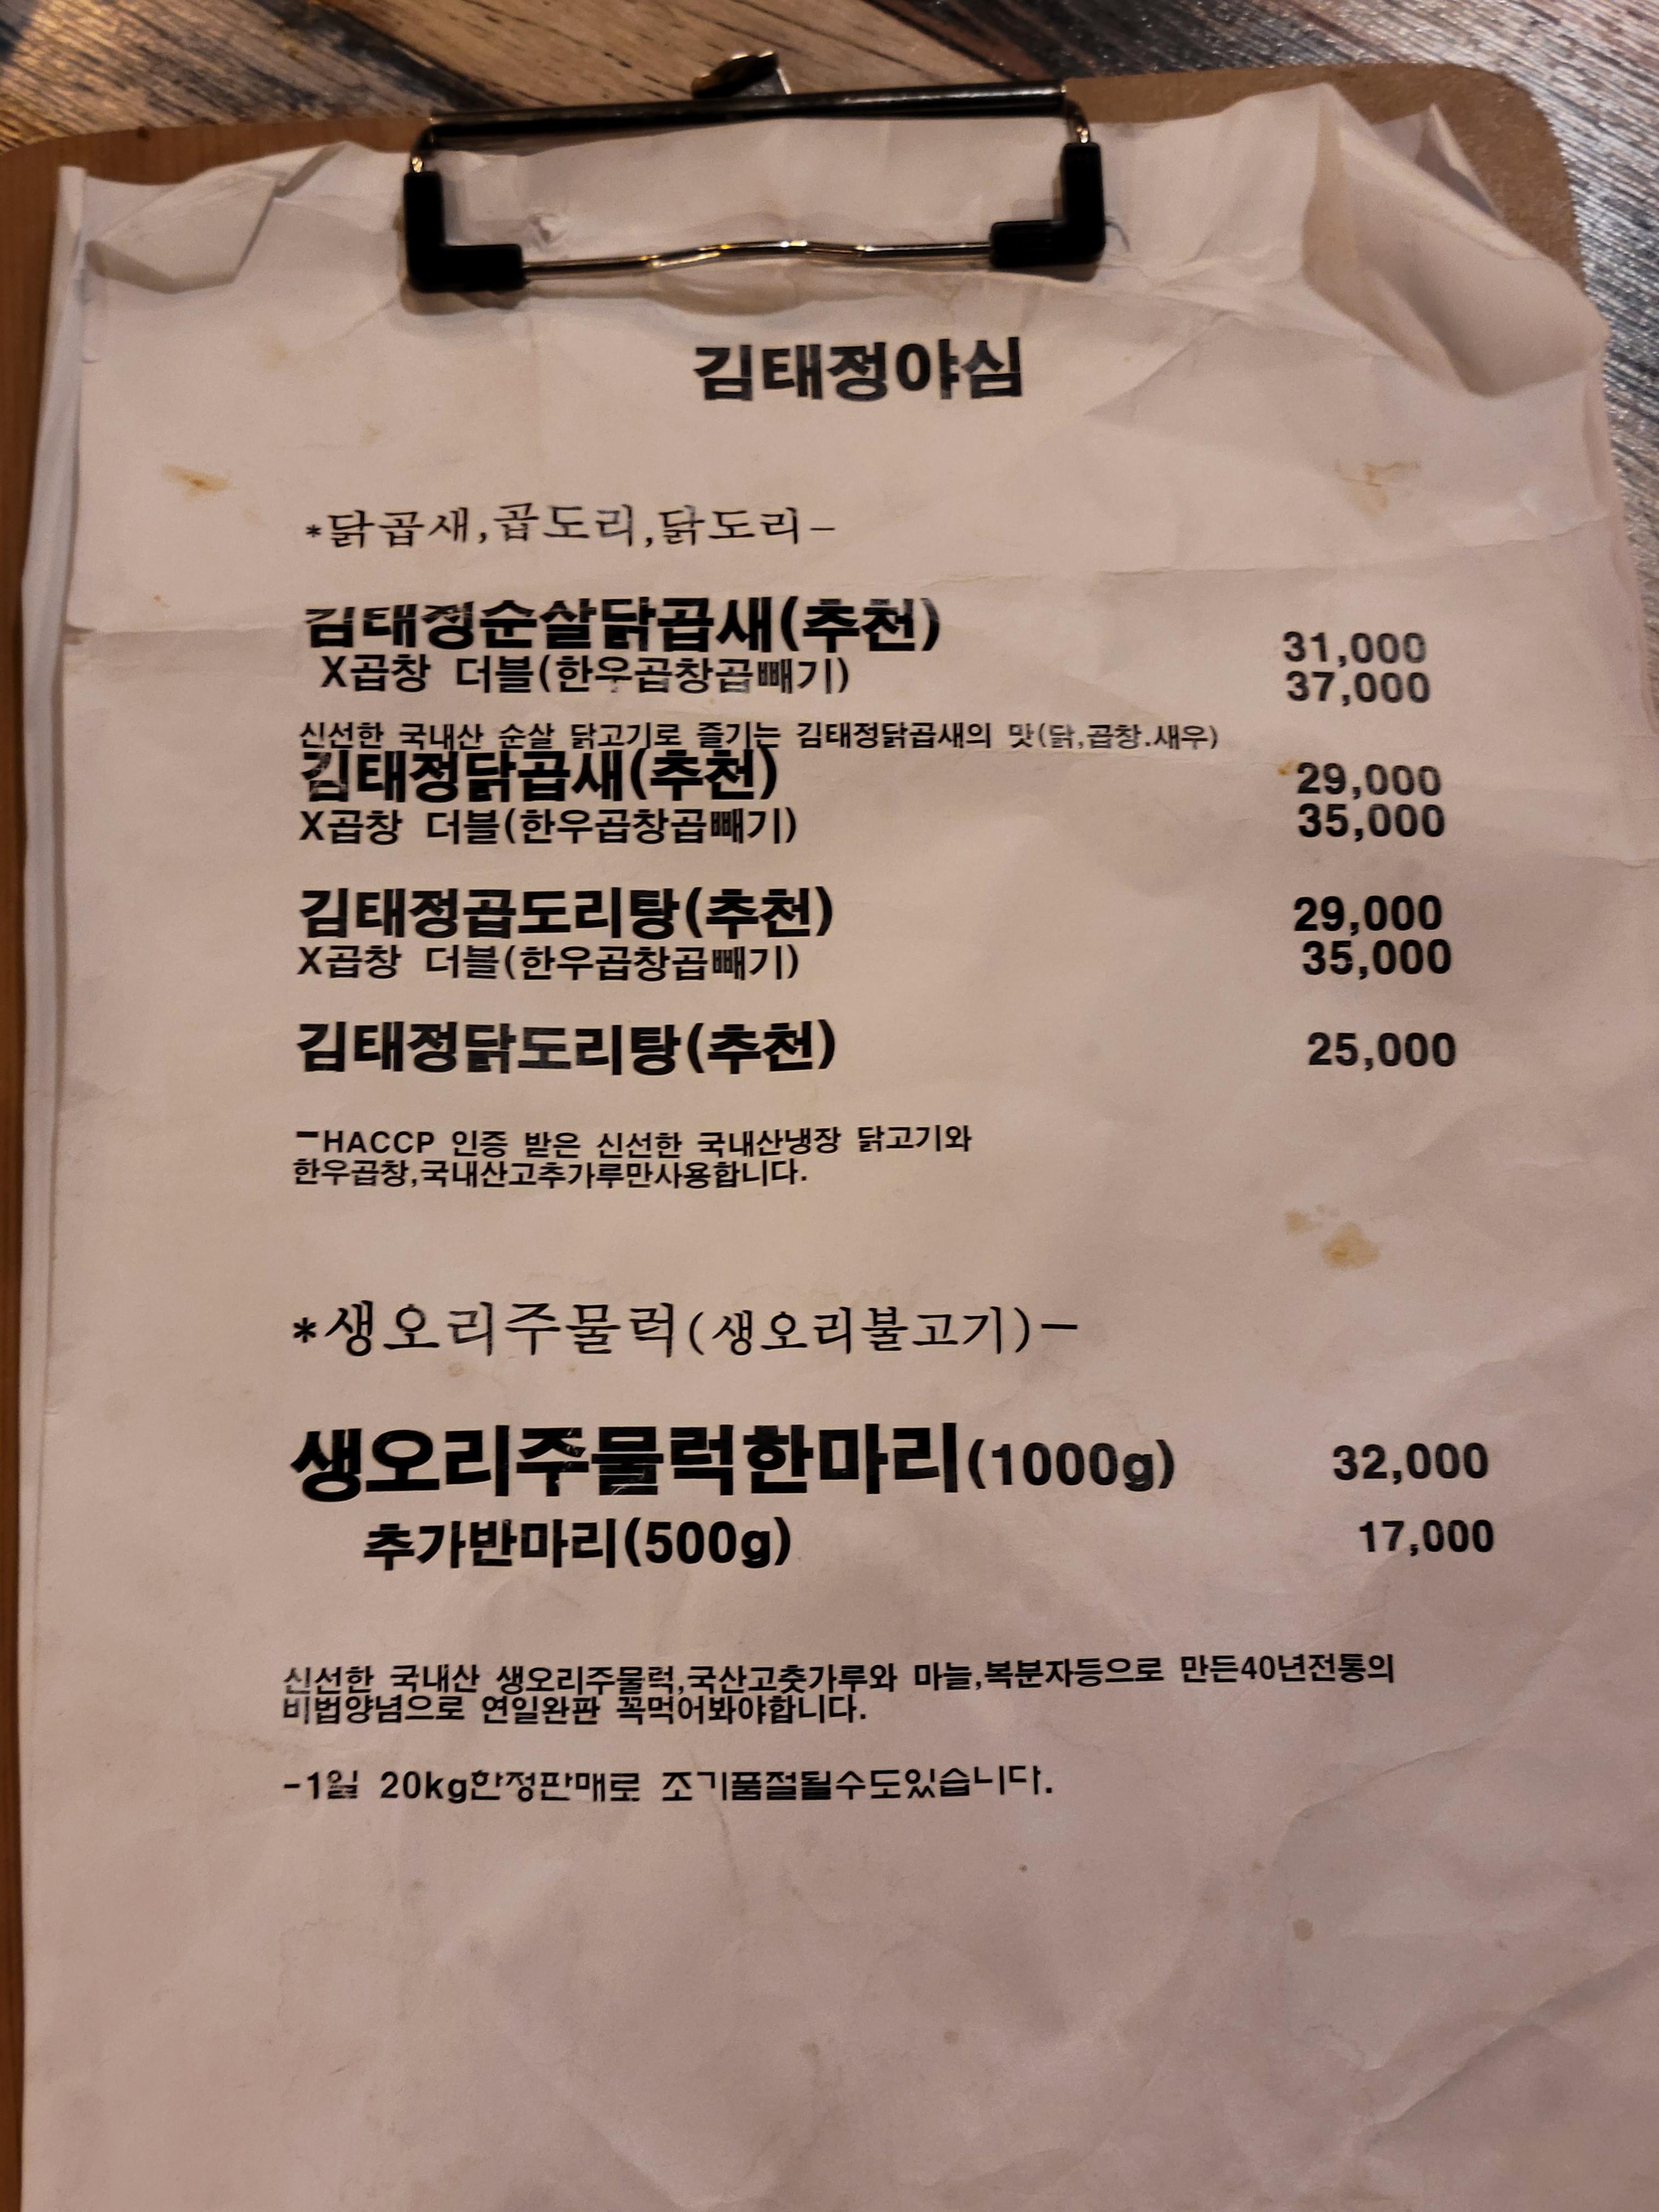 김태정야심
*닭곱새,곱도리,닭도리-
김태정순살닭곱새(추천) 31,000
X곱창 더블(한우곱창곱빼기) 37,000
신선한 국내산 순살 닭고기로 즐기는 김태정닭곱새의 맛(닭,곱창.새우)
김태정닭곱새(추천) 29,000
X곱창 더블(한우곱창곱빼기) 35,000
김태정곱도리탕(추천) 29,000
X곱창 더블(한우곱창곱빼기) 35,000
김태정닭도리탕(추천) 25,000
-HACCP 인증 받은 신선한 국내산냉장 닭고기와
한우곱창,국내산고추가루만사용합니다.
*생오리주물럭(생오리불고기)-
생오리주물럭한마리(1000g) 32,000
추가반마리(500g) 17,000
신선한 국내산 생오리주물럭,국산고춧가루와 마늘,복분자등으로 만든40년전통의
비법양념으로 연일완판 꼭먹어봐야합니다.
-1일 20kg한정판매로 조기품절될수도있습니다.